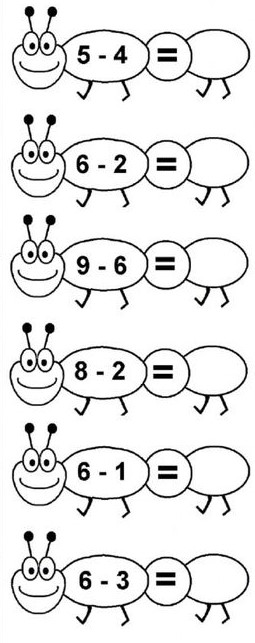 5 - 4 =
6 - 2 =
9 - 6 =
8 - 2 =
6 - 1 =
6 - 3 =